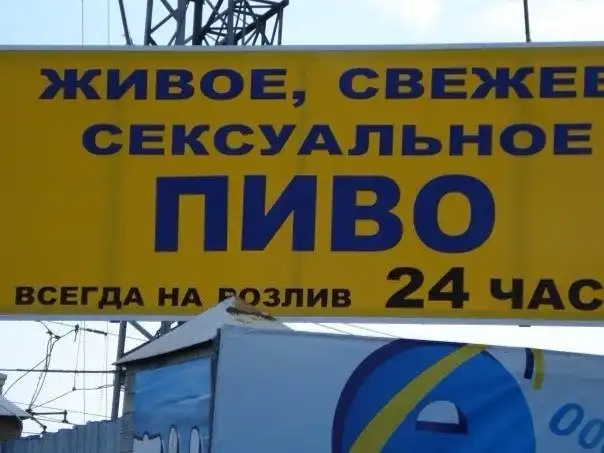 ЖИВОЕ, СВЕЖЕЕ
СЕКСУАЛЬНОЕ
ПИВО
ВСЕГДА НА РОЗЛИВ 24 ЧАС